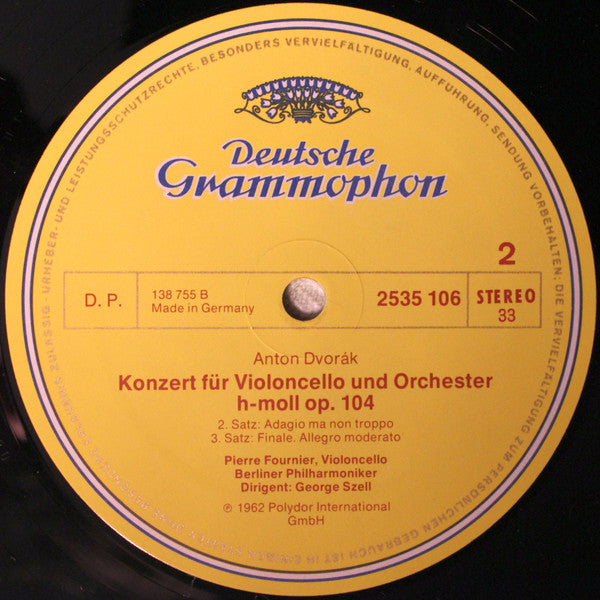 Deutsche
Grammophon
2
D. P.
138 755 B
Made in Germany
2535 106
STEREO
33
Anton Dvořák
Konzert für Violoncello und Orchester
h-moll op. 104
2. Satz: Adagio ma non troppo
3. Satz: Finale. Allegro moderato
Pierre Fournier, Violoncello
Berliner Philharmoniker
Dirigent: George Szell
℗ 1962 Polydor International
GmbH
URHEBER- UND LEISTUNGSSCHUTZRECHTE, BESONDERS VERVIELFÄLTIGUNG, AUFFÜHRUNG, SENDUNG VORBEHALTEN; DIE VERVIELFÄLTIGUNG ZUM PERSÖNLICHEN GEBRAUCH IST IN